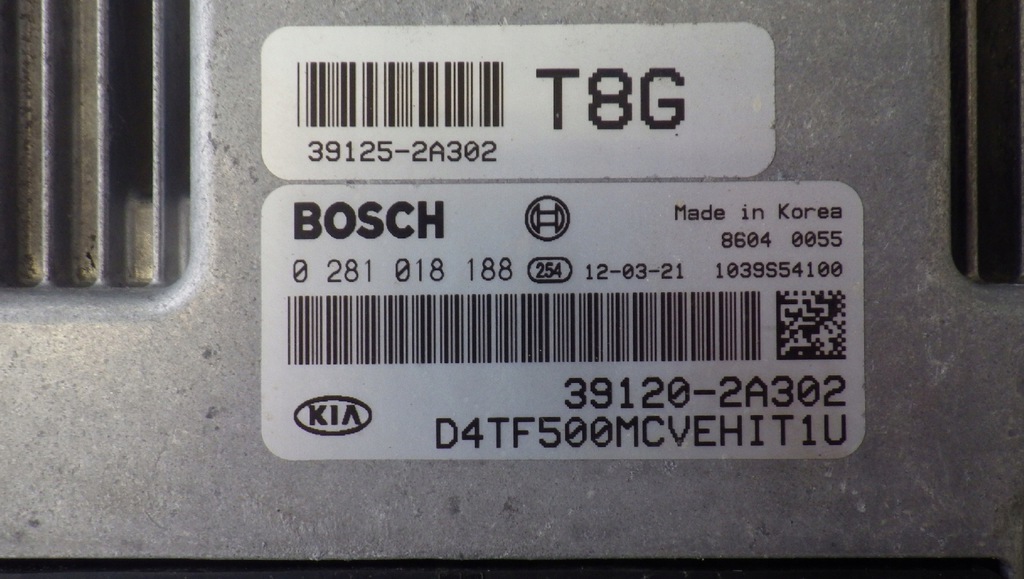 T8G
39125-2A302
BOSCH
Made in Korea
8604 0055
0 281 018 188 254 12-03-21 1039S54100
39120-2A302
KIA
D4TF500MCVEHIT1U